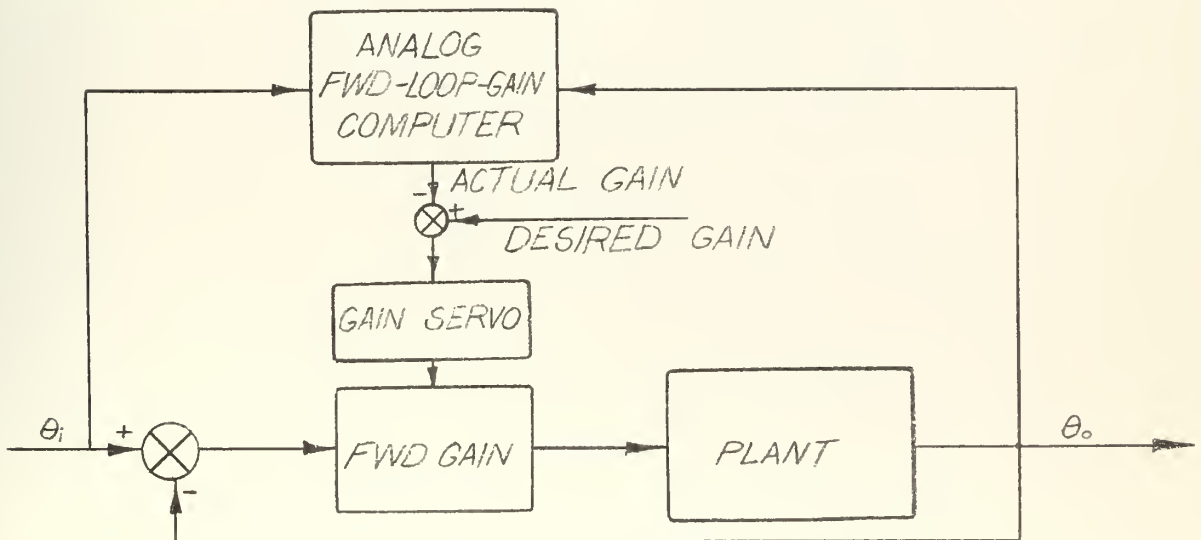 ANALOG
FWD-LOOP-GAIN
COMPUTER
- ACTUAL GAIN
+
DESIRED GAIN
GAIN SERVO
θi
+
FWD GAIN
PLANT
θo
-